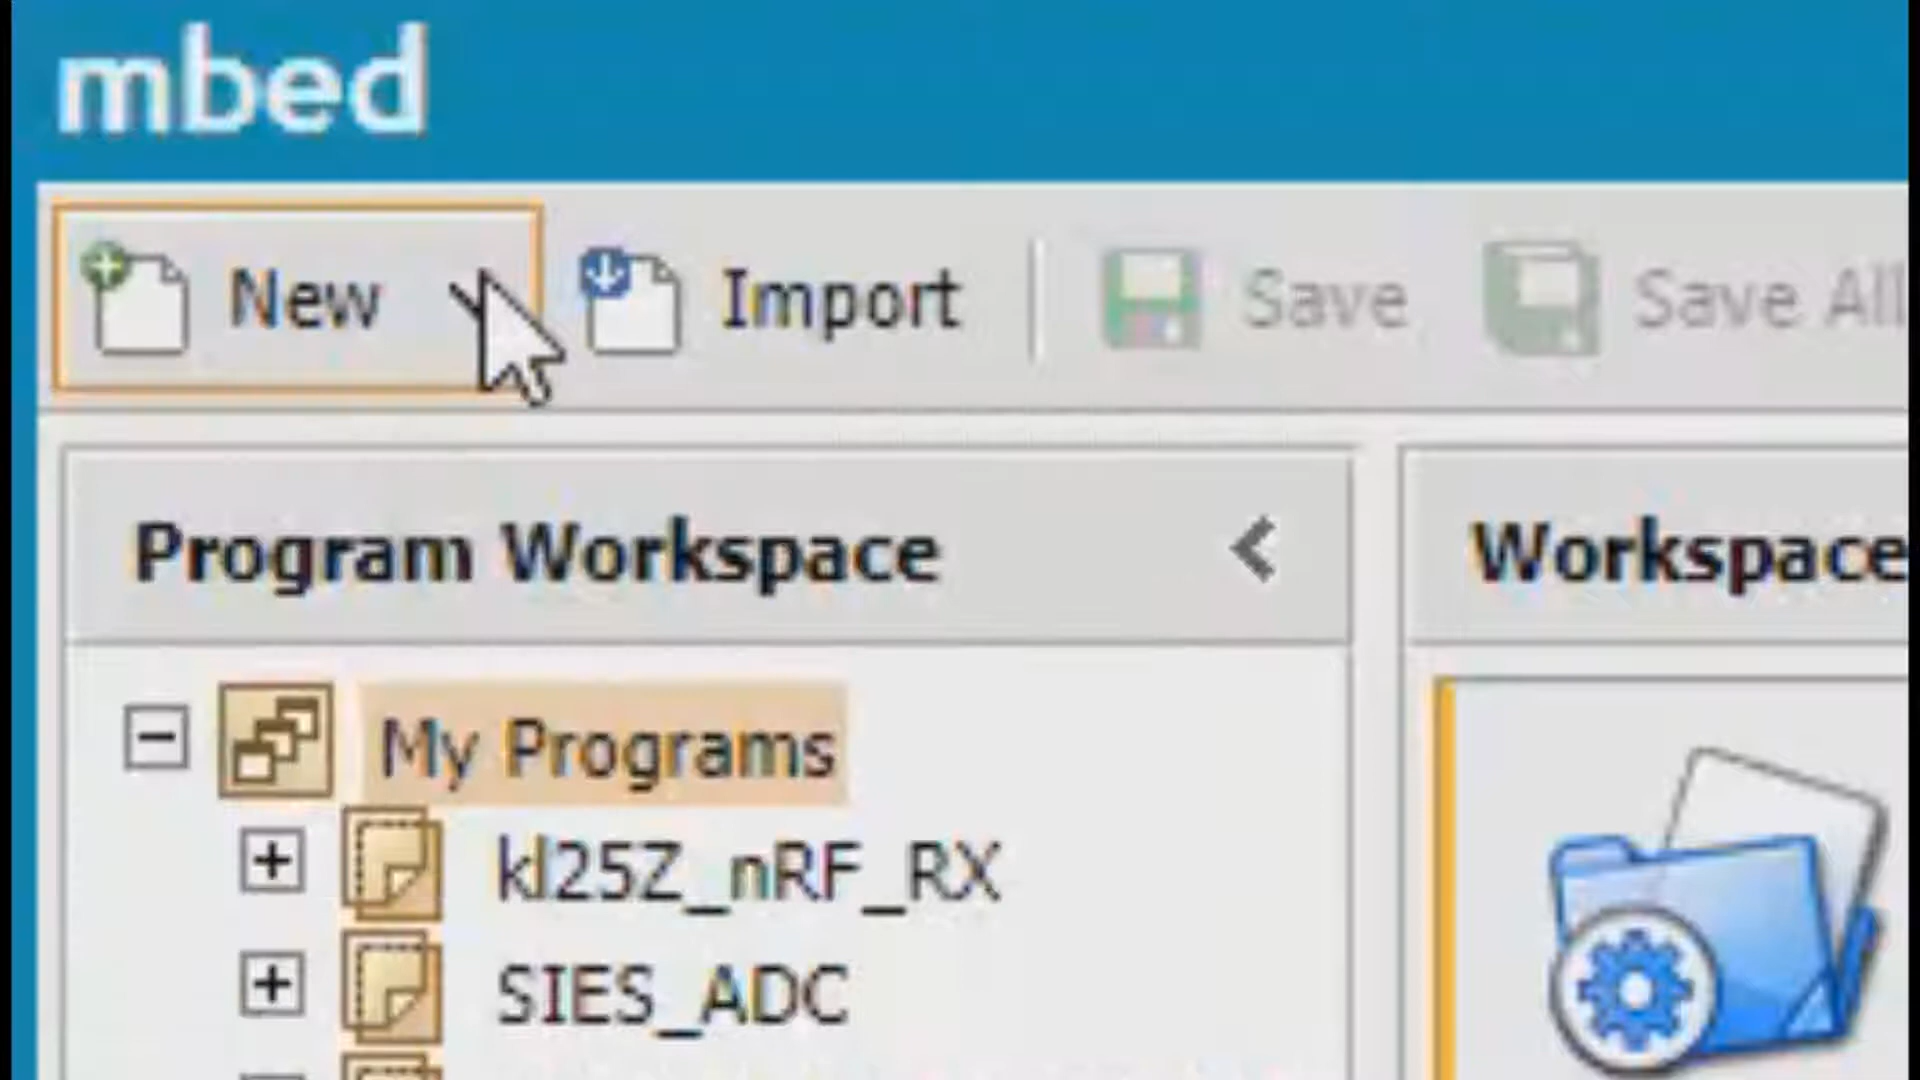 mbed
New Import Save Save All
Program Workspace Workspace
My Programs
kl25Z_nRF_RX
SIES_ADC